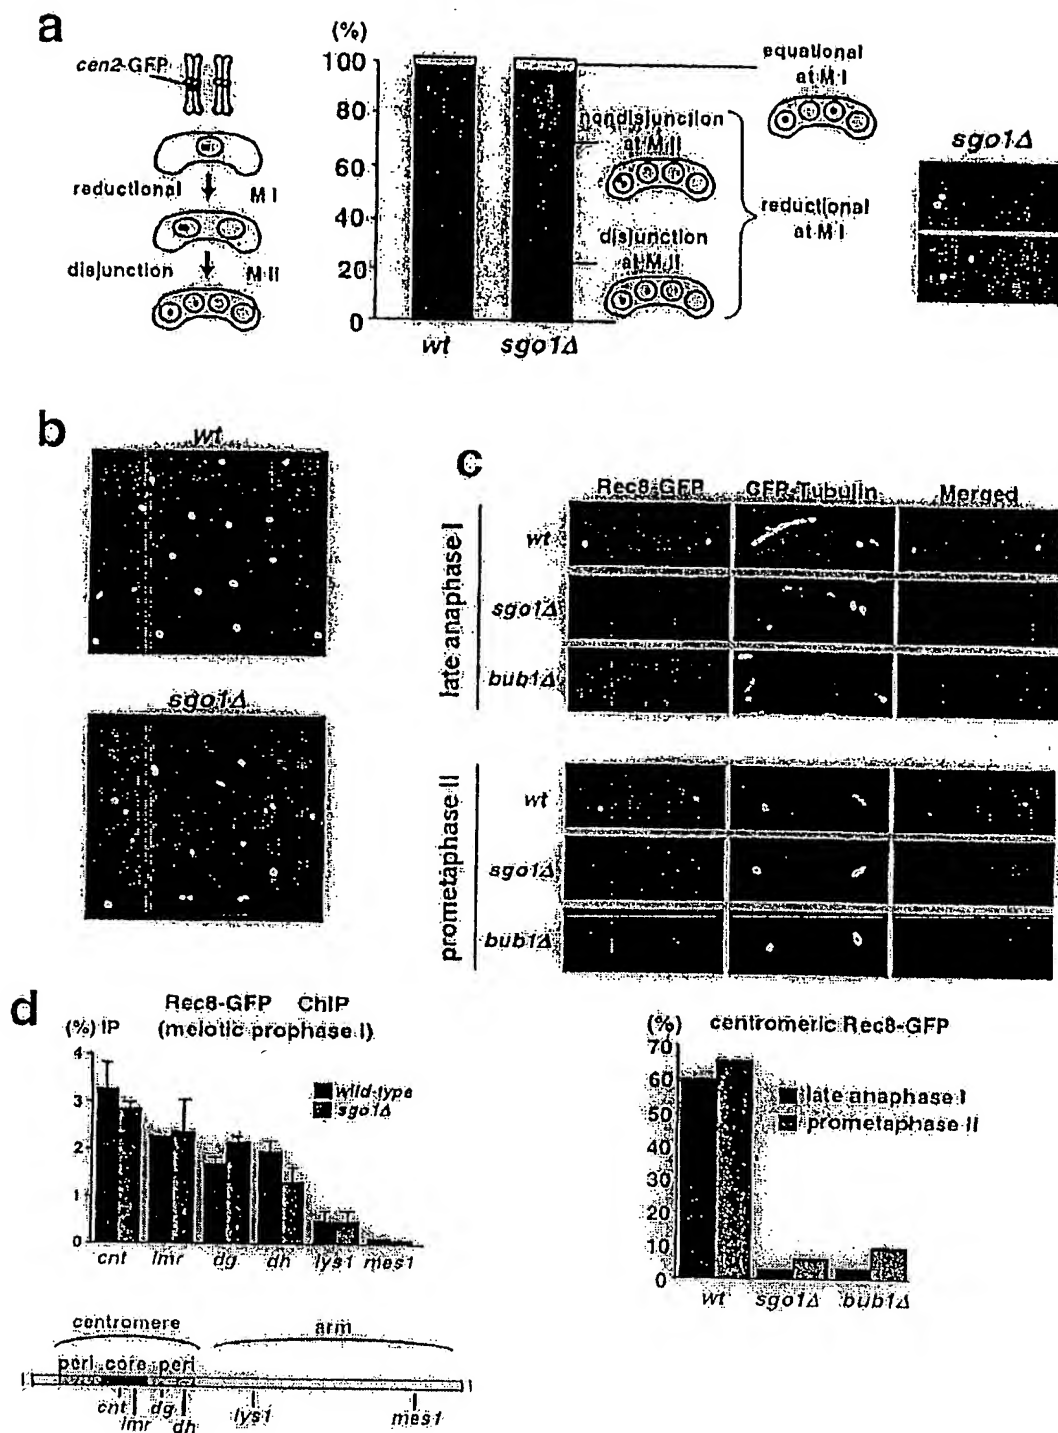 a
cen2-GFP
reductional
M I
disjunction
M II
(%)
100
80
60
40
20
0
wt
sgo1Δ
nondisjunction
at M II
disjunction
at M II
equational
at M I
reductional
at M I
sgo1Δ
b
wt
sgo1Δ
c
Rec8-GFP
GFP-Tubulin
Merged
late anaphase I
wt
sgo1Δ
bub1Δ
prometaphase II
wt
sgo1Δ
bub1Δ
d
Rec8-GFP ChIP
(meiotic prophase I)
(%) IP
4
3
2
1
0
wild-type
sgo1Δ
cnt
imr
dg
dh
lys1
mes1
centromere
arm
peri core peri
cnt
imr
dg
dh
lys1
mes1
(%)
centromeric Rec8-GFP
70
60
50
40
30
20
10
0
late anaphase I
prometaphase II
wt
sgo1Δ
bub1Δ